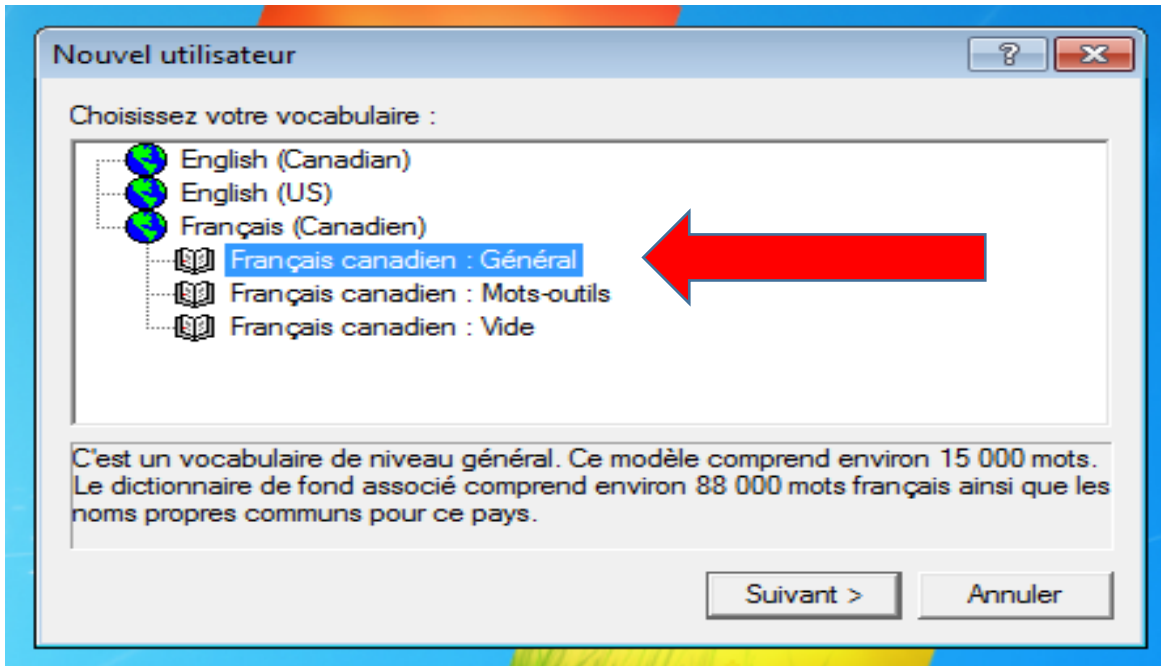 Nouvel utilisateur
Choisissez votre vocabulaire :
English (Canadian)
English (US)
Français (Canadien)
Français canadien : Général
Français canadien : Mots-outils
Français canadien : Vide
C'est un vocabulaire de niveau général. Ce modèle comprend environ 15 000 mots.
Le dictionnaire de fond associé comprend environ 88 000 mots français ainsi que les
noms propres communs pour ce pays.
Suivant > Annuler